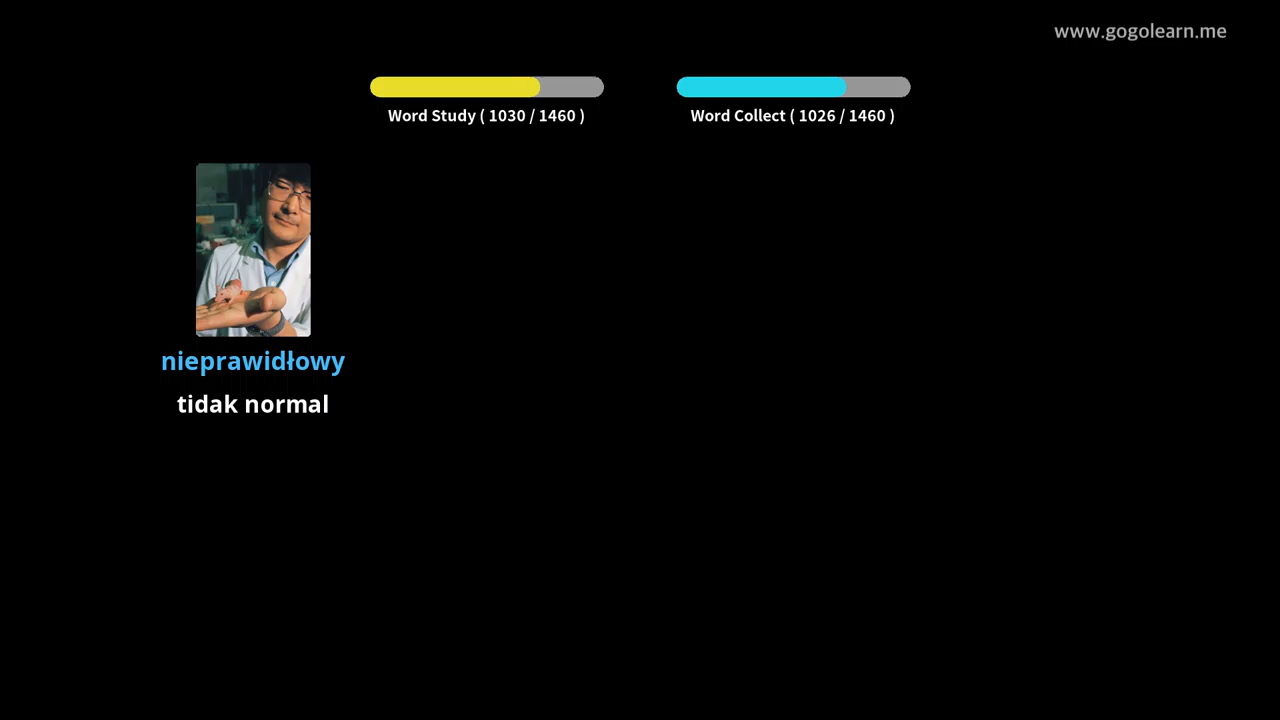 www.gogolearn.me
Word Study ( 1030 / 1460 )
Word Collect ( 1026 / 1460 )
nieprawidłowy
tidak normal